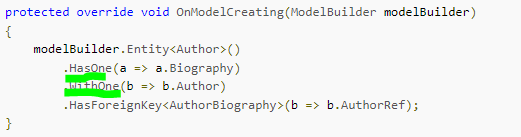 protected override void OnModelCreating(ModelBuilder modelBuilder)
{
modelBuilder.Entity<Author>()
.HasOne(a => a.Biography)
.WithOne(b => b.Author)
.HasForeignKey<AuthorBiography>(b => b.AuthorRef);
}